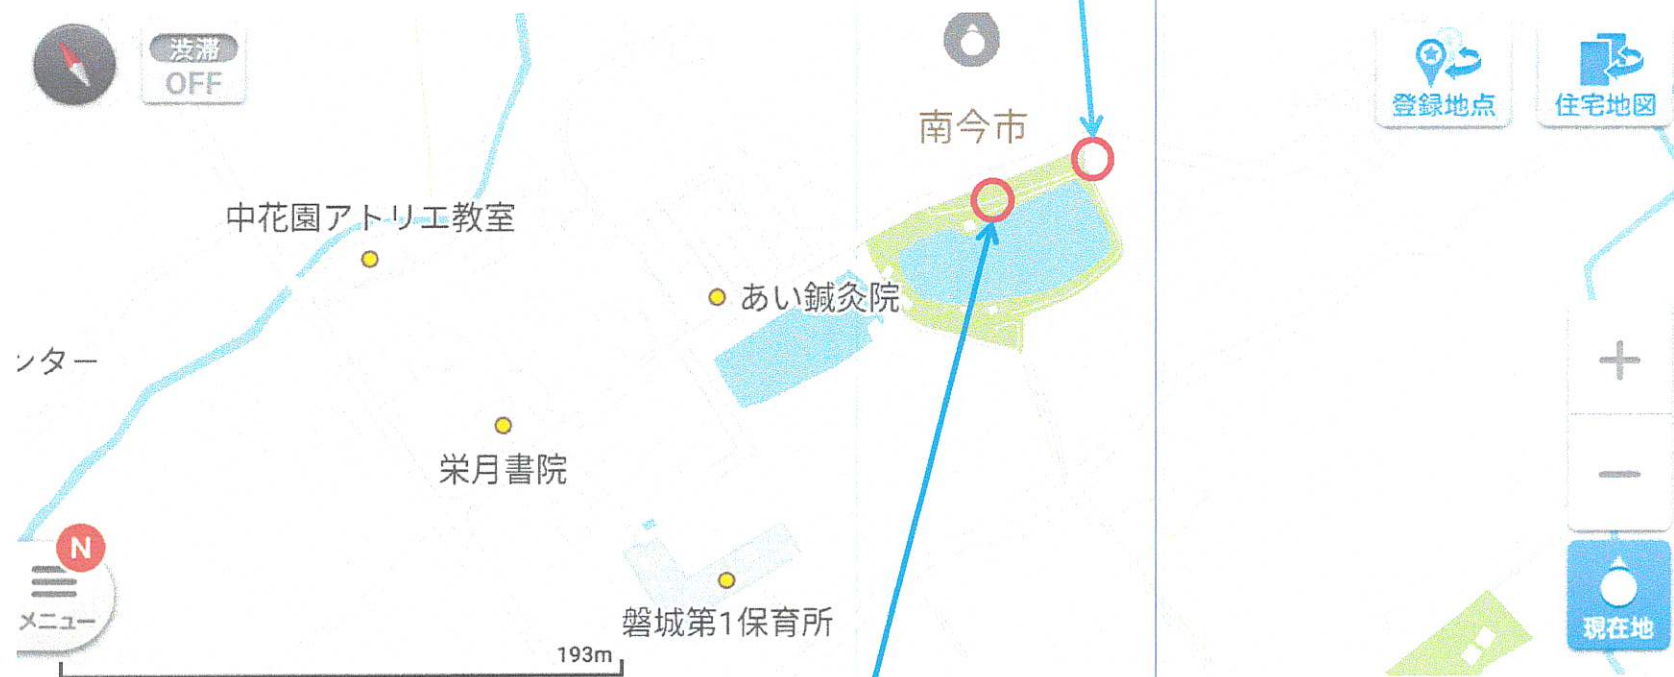 渋滞
OFF
南今市
登録地点
住宅地図
中花園アトリエ教室
あい鍼灸院
ンター
栄月書院
N
メニュー
磐城第1保育所
193m
現在地